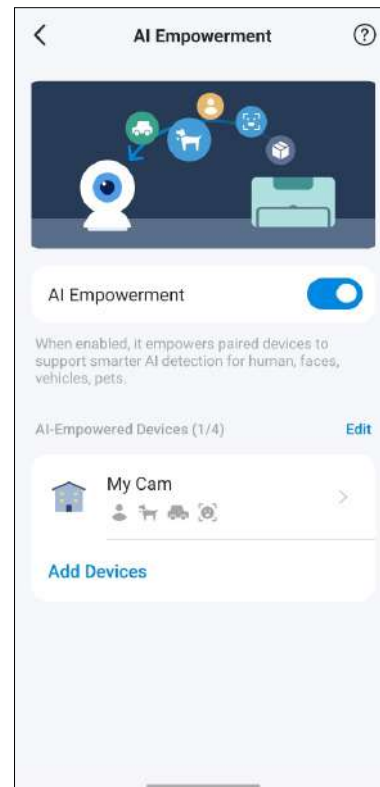 AI Empowerment
AI Empowerment
When enabled, it empowers paired devices to
support smarter AI detection for human, faces,
vehicles, pets.
AI-Empowered Devices (1/4) Edit
My Cam
Add Devices